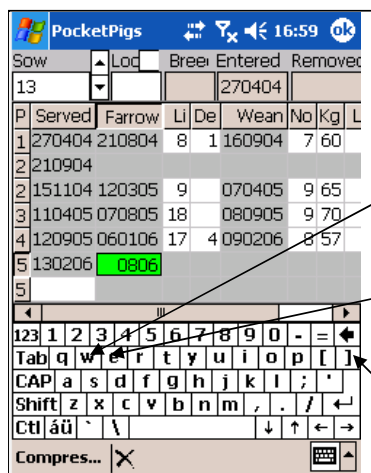 PocketPigs 16:59 ok
Sow Loc Breei Entered Removed
13 270404
P Served Farrow Li De Wean No Kg L
1 270404 210804 8 1 160904 7 60
2 210904
2 151104 120305 9 070405 9 65
3 110405 070805 18 080905 9 70
4 120905 060106 17 4 090206 8 57
5 130206 0806
5
123 1 2 3 4 5 6 7 8 9 0 - =
Tab q w e r t y u i o p [ ]
CAP a s d f g h j k l ; '
Shift z x c v b n m , . /
Ctl áü ` \
Compres...